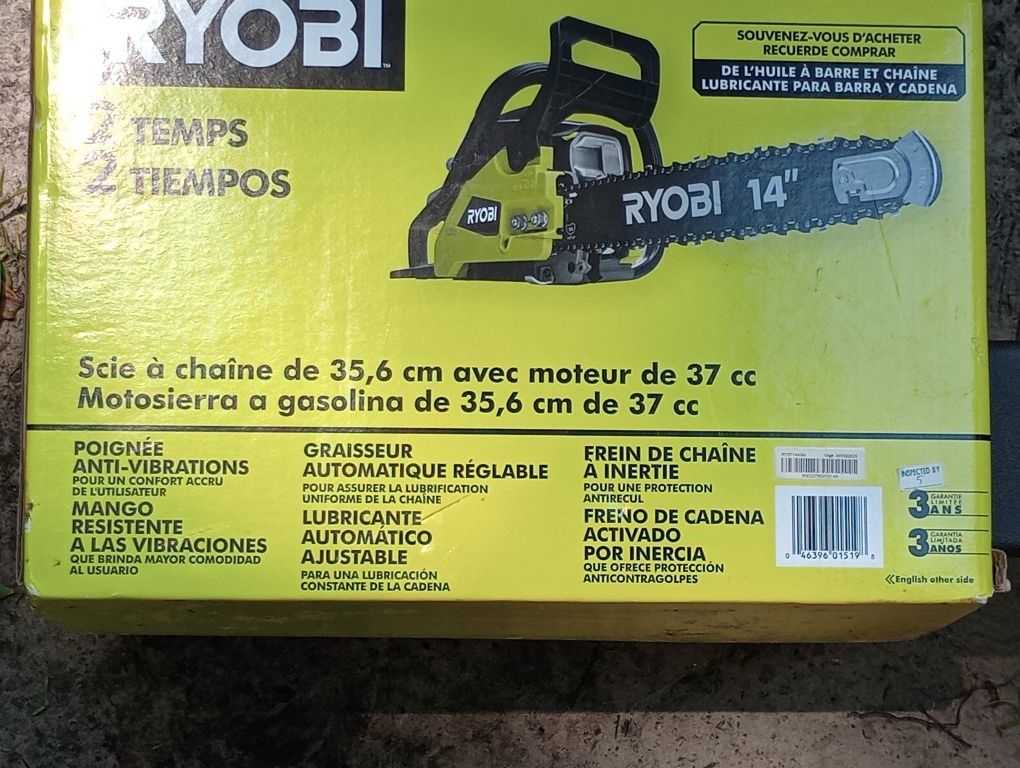 RYOBI™
2 TEMPS
2 TIEMPOS
SOUVENEZ-VOUS D'ACHETER
RECUERDE COMPRAR
DE L'HUILE À BARRE ET CHAÎNE
LUBRICANTE PARA BARRA Y CADENA
RYOBI
RYOBI 14"
Scie à chaîne de 35,6 cm avec moteur de 37 cc
Motosierra a gasolina de 35,6 cm de 37 cc
POIGNÉE
ANTI-VIBRATIONS
POUR UN CONFORT ACCRU
DE L'UTILISATEUR
MANGO
RESISTENTE
A LAS VIBRACIONES
QUE BRINDA MAYOR COMODIDAD
AL USUARIO
GRAISSEUR
AUTOMATIQUE RÉGLABLE
POUR ASSURER LA LUBRIFICATION
UNIFORME DE LA CHAÎNE
LUBRICANTE
AUTOMÁTICO
AJUSTABLE
PARA UNA LUBRICACIÓN
CONSTANTE DE LA CADENA
FREIN DE CHAÎNE
À INERTIE
POUR UNE PROTECTION
ANTIRECUL
FRENO DE CADENA
ACTIVADO
POR INERCIA
QUE OFRECE PROTECCIÓN
ANTICONTRAGOLPES
0 46396 01519 8
INSPECTED BY
5
3 GARANTIE
LIMITÉE
ANS
3 GARANTÍA
LIMITADA
AÑOS
«English other side